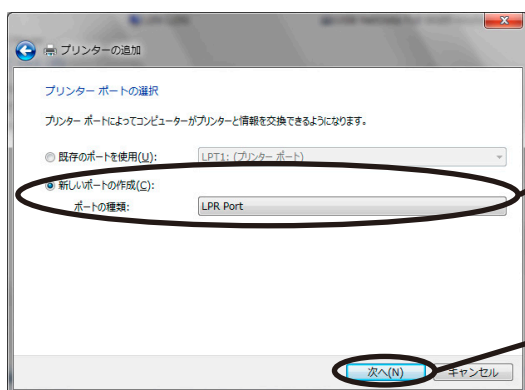 プリンターの追加
プリンター ポートの選択
プリンター ポートによってコンピューターがプリンターと情報を交換できるようになります。
既存のポートを使用(U): LPT1: (プリンター ポート)
新しいポートの作成(C):
ポートの種類: LPR Port
次へ(N) キャンセル